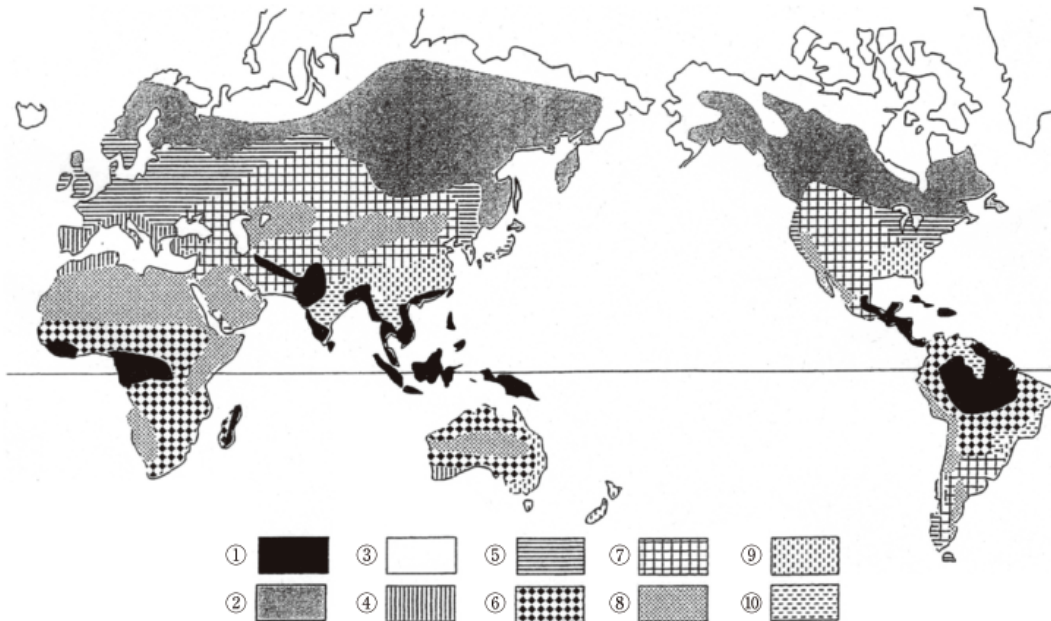 ① ③ ⑤ ⑦ ⑨
② ④ ⑥ ⑧ ⑩